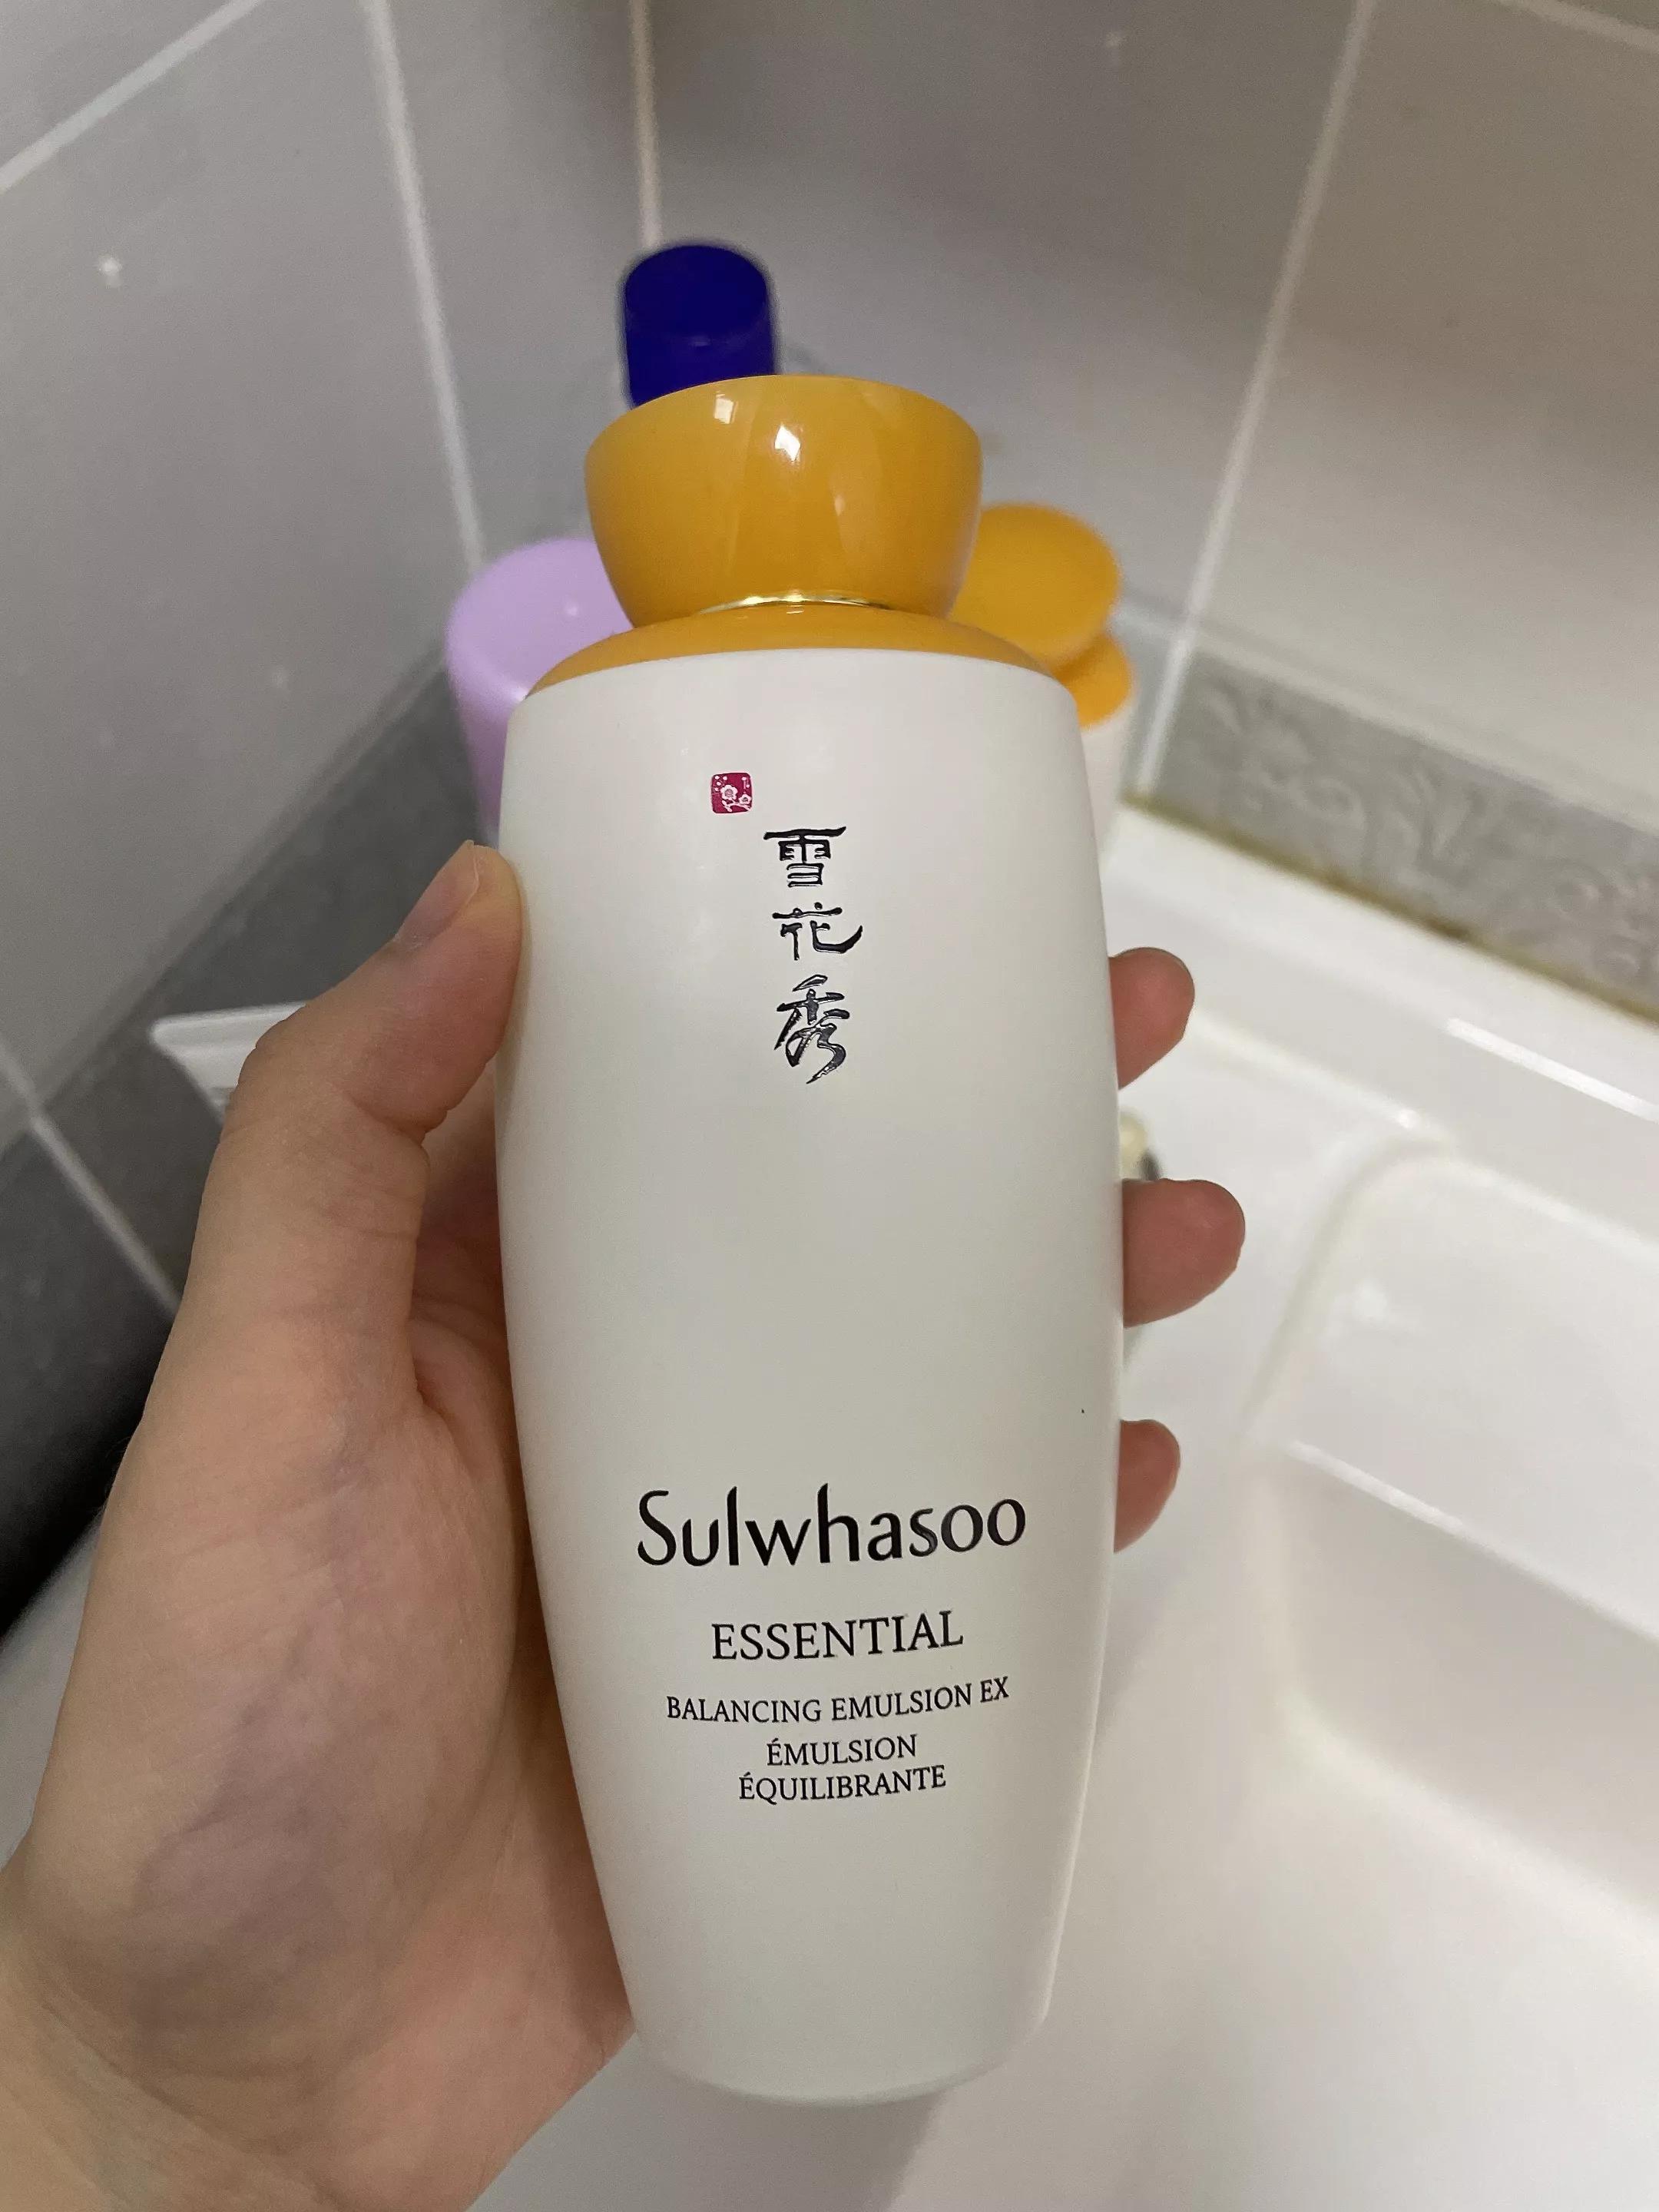 雪花秀
Sulwhasoo
ESSENTIAL
BALANCING EMULSION EX
ÉMULSION
ÉQUILIBRANTE